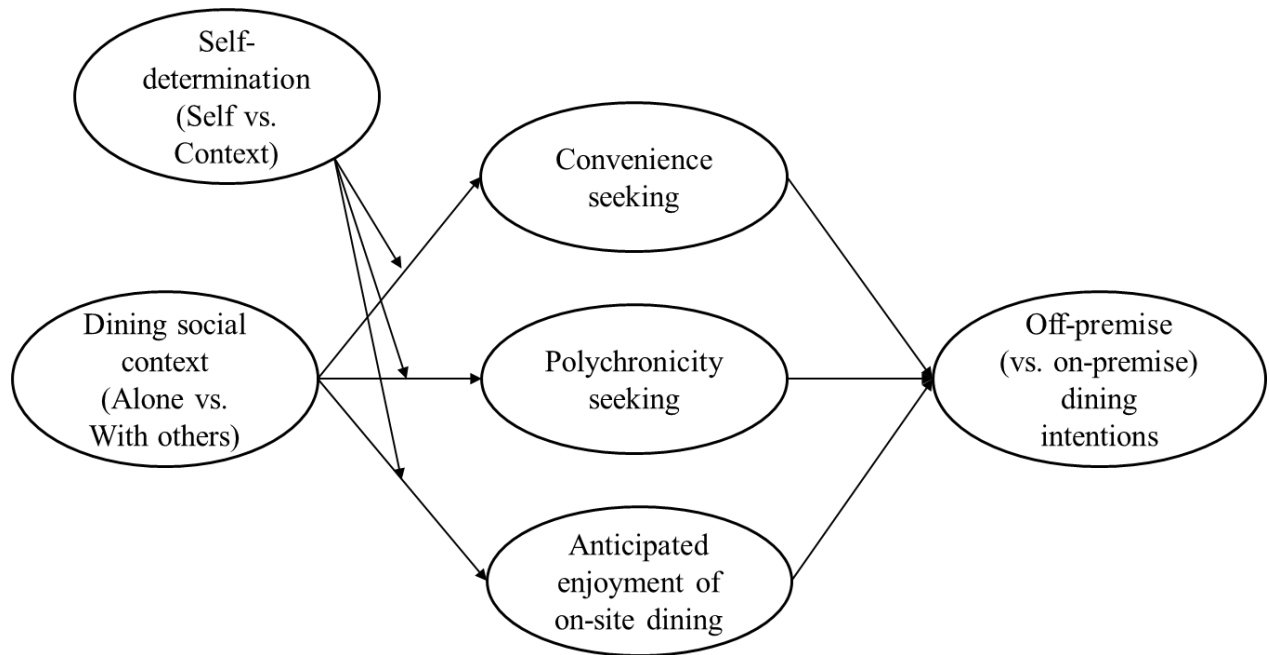 Self-
determination
(Self vs.
Context)
Convenience
seeking
Dining social
context
(Alone vs.
With others)
Polychronicity
seeking
Off-premise
(vs. on-premise)
dining
intentions
Anticipated
enjoyment of
on-site dining